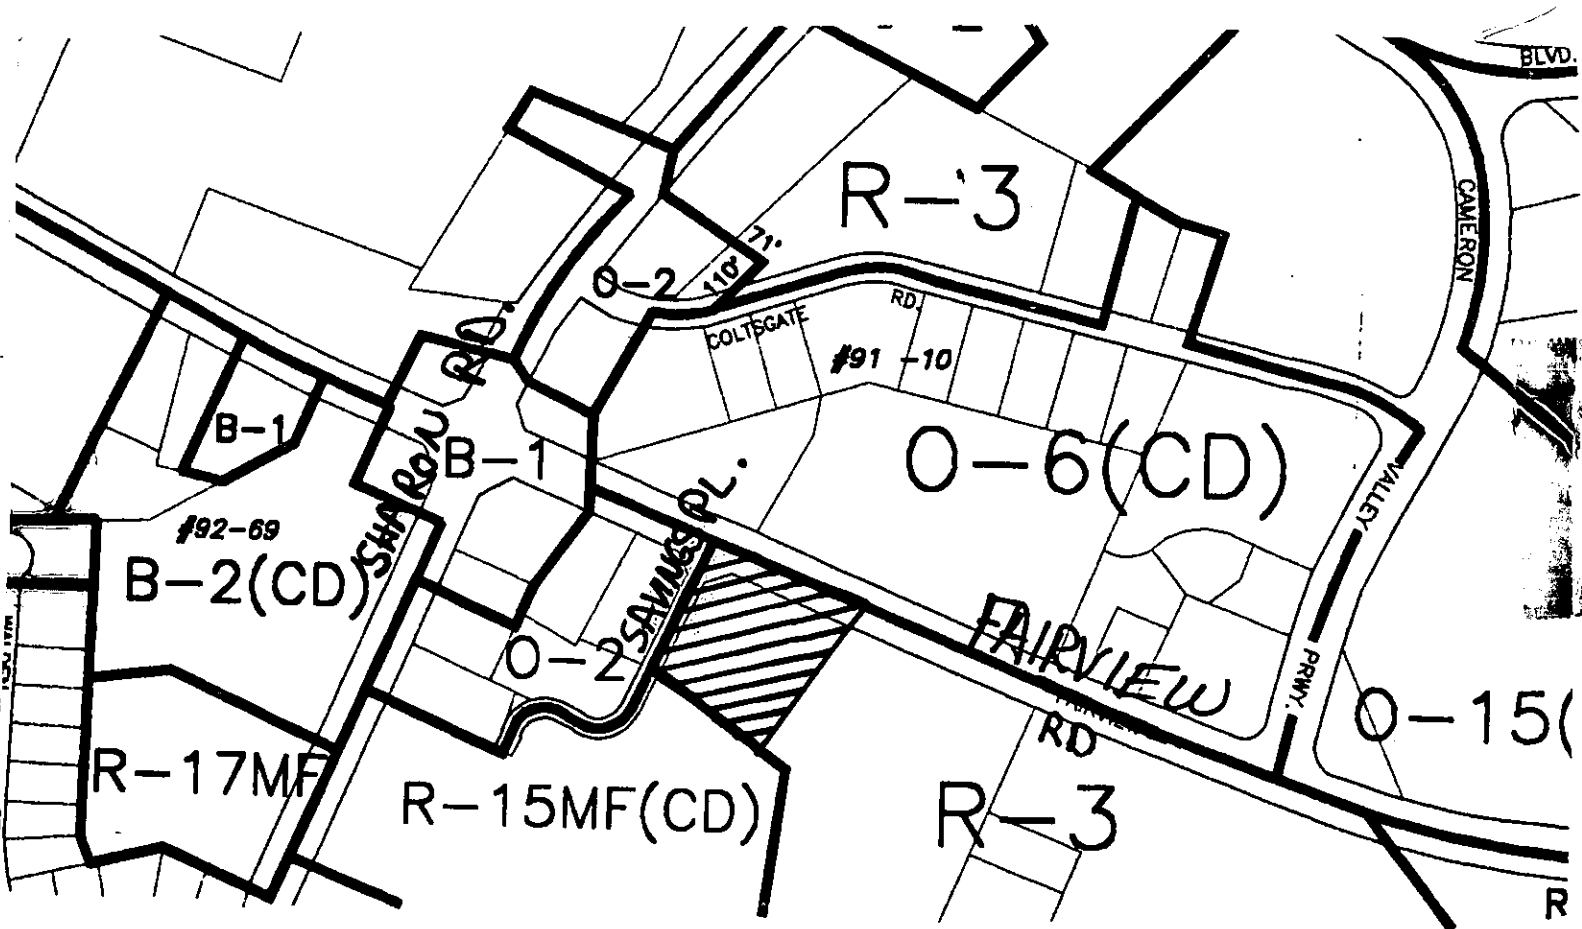 BLVD.
CAMERON
R-3
71'
110'
O-2
RD.
COLTSGATE
#91-10
SHARON RD.
B-1
B-1
O-6(CD)
VALLEY
PRWY.
SAVINGS PL.
#92-69
B-2(CD)
O-2
FAIRVIEW
RD
O-15(
R-17MF
R-15MF(CD)
R-3
R